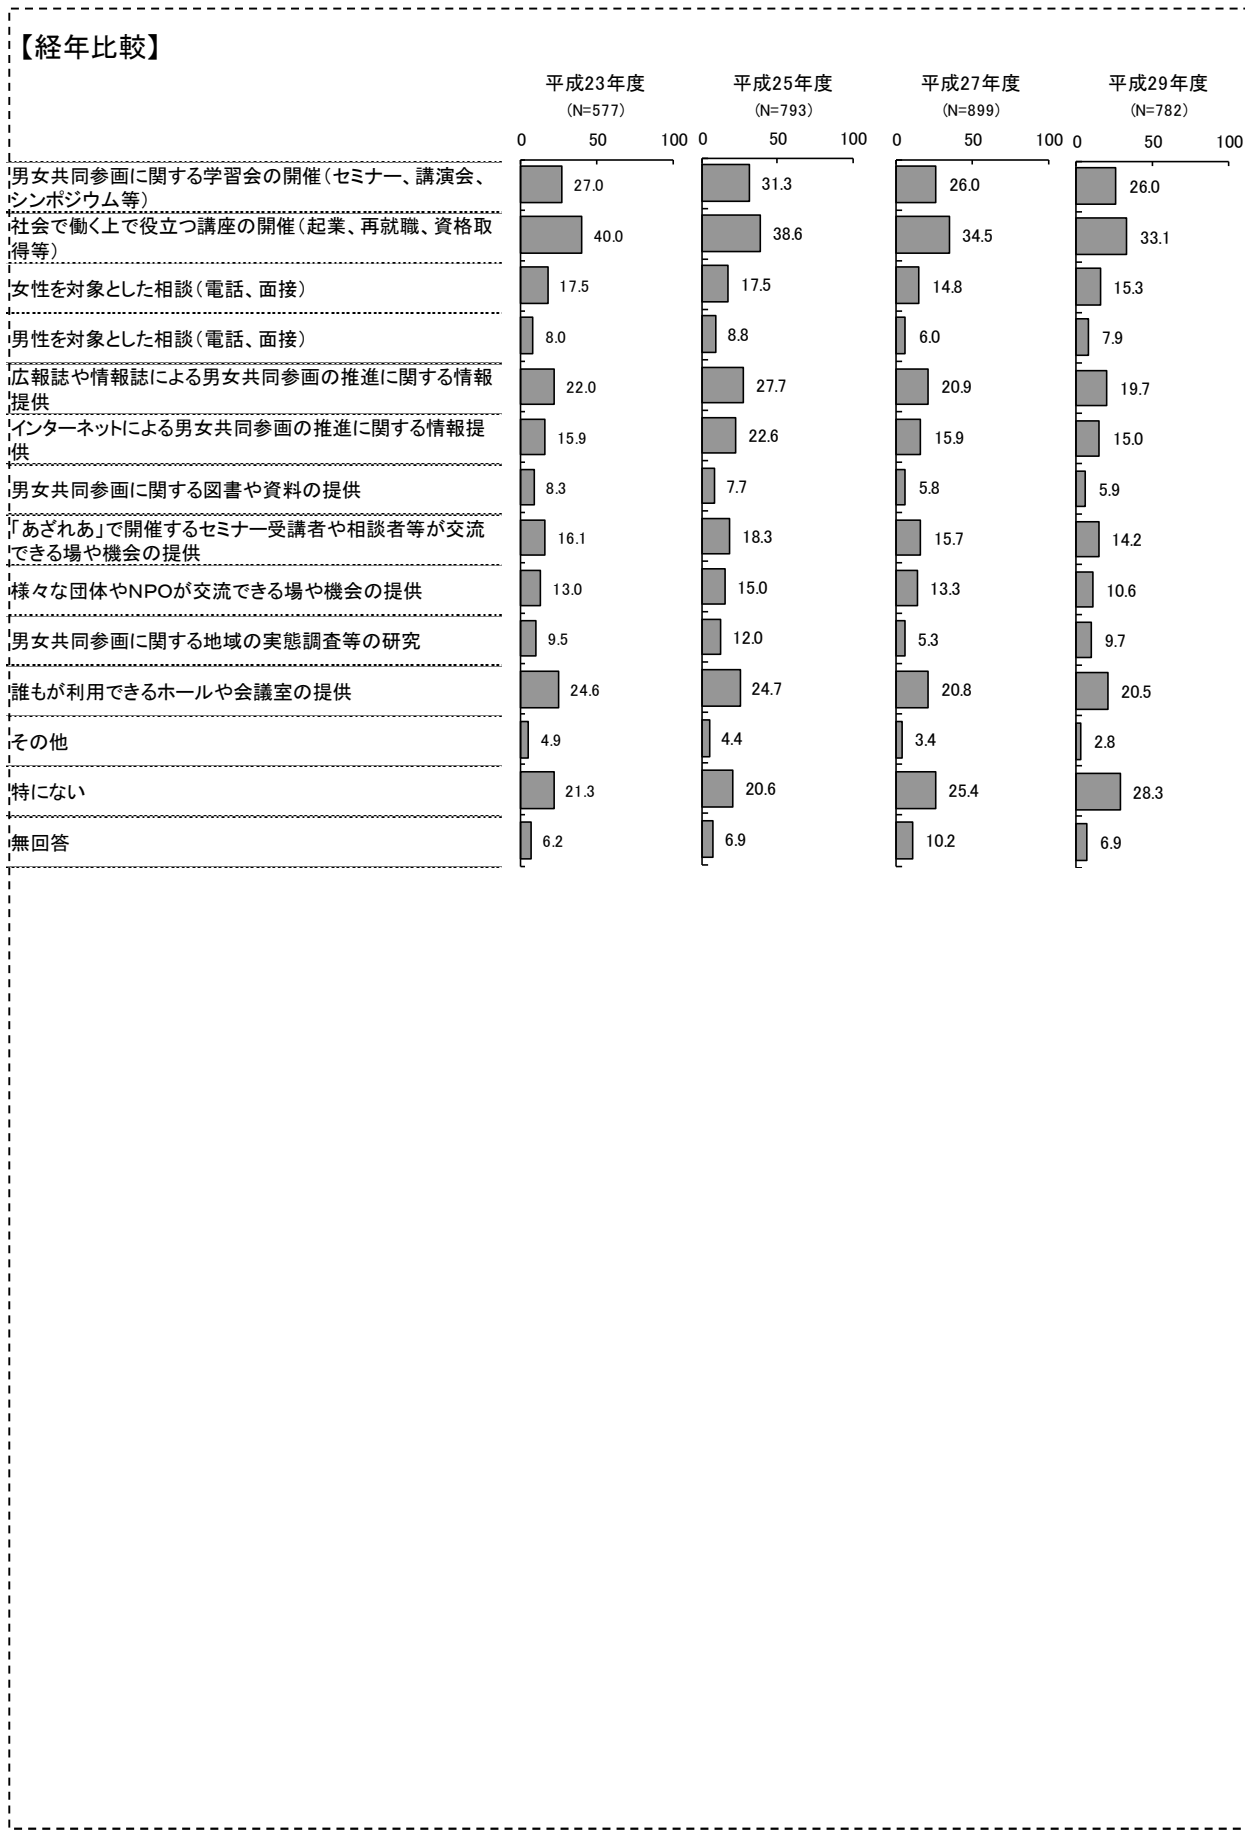 【経年比較】
平成23年度 平成25年度 平成27年度 平成29年度
(N=577) (N=793) (N=899) (N=782)
0 50 100 0 50 100 0 50 100 0 50 100
男女共同参画に関する学習会の開催（セミナー、講演会、
シンポジウム等） 27.0 31.3 26.0 26.0
社会で働く上で役立つ講座の開催（起業、再就職、資格取
得等） 40.0 38.6 34.5 33.1
女性を対象とした相談（電話、面接） 17.5 17.5 14.8 15.3
男性を対象とした相談（電話、面接） 8.0 8.8 6.0 7.9
広報誌や情報誌による男女共同参画の推進に関する情報
提供 22.0 27.7 20.9 19.7
インターネットによる男女共同参画の推進に関する情報提
供 15.9 22.6 15.9 15.0
男女共同参画に関する図書や資料の提供 8.3 7.7 5.8 5.9
「あざれあ」で開催するセミナー受講者や相談者等が交流
できる場や機会の提供 16.1 18.3 15.7 14.2
様々な団体やNPOが交流できる場や機会の提供 13.0 15.0 13.3 10.6
男女共同参画に関する地域の実態調査等の研究 9.5 12.0 5.3 9.7
誰もが利用できるホールや会議室の提供 24.6 24.7 20.8 20.5
その他 4.9 4.4 3.4 2.8
特にない 21.3 20.6 25.4 28.3
無回答 6.2 6.9 10.2 6.9